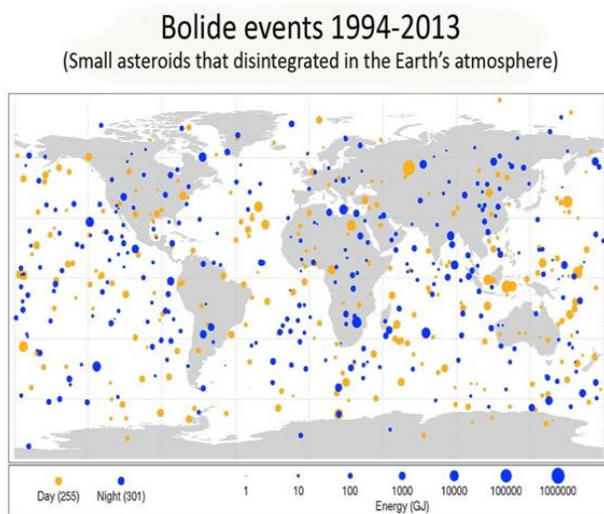 Bolide events 1994-2013
(Small asteroids that disintegrated in the Earth's atmosphere)
Day (255) Night (301) 1 10 100 1000 10000 100000 1000000
Energy (GJ)